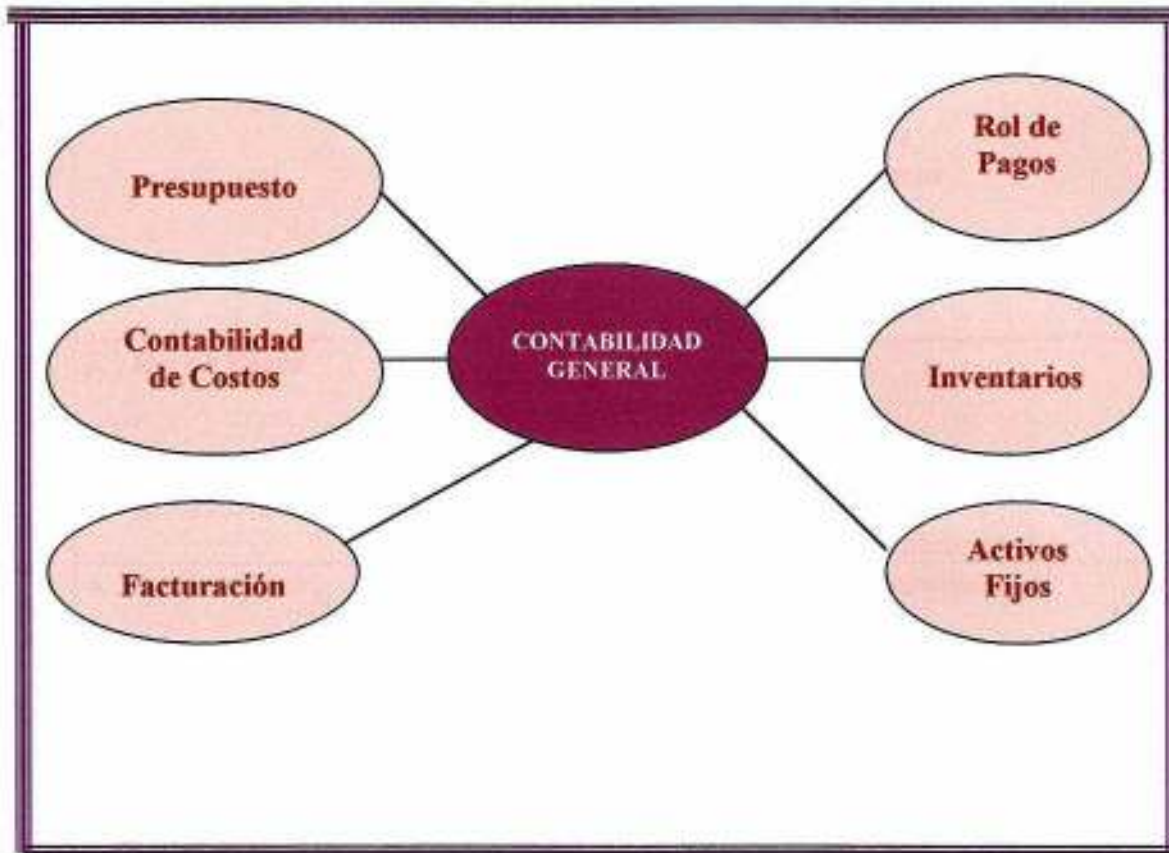 Presupuesto
Contabilidad
de Costos
Facturación
CONTABILIDAD
GENERAL
Rol de
Pagos
Inventarios
Activos
Fijos